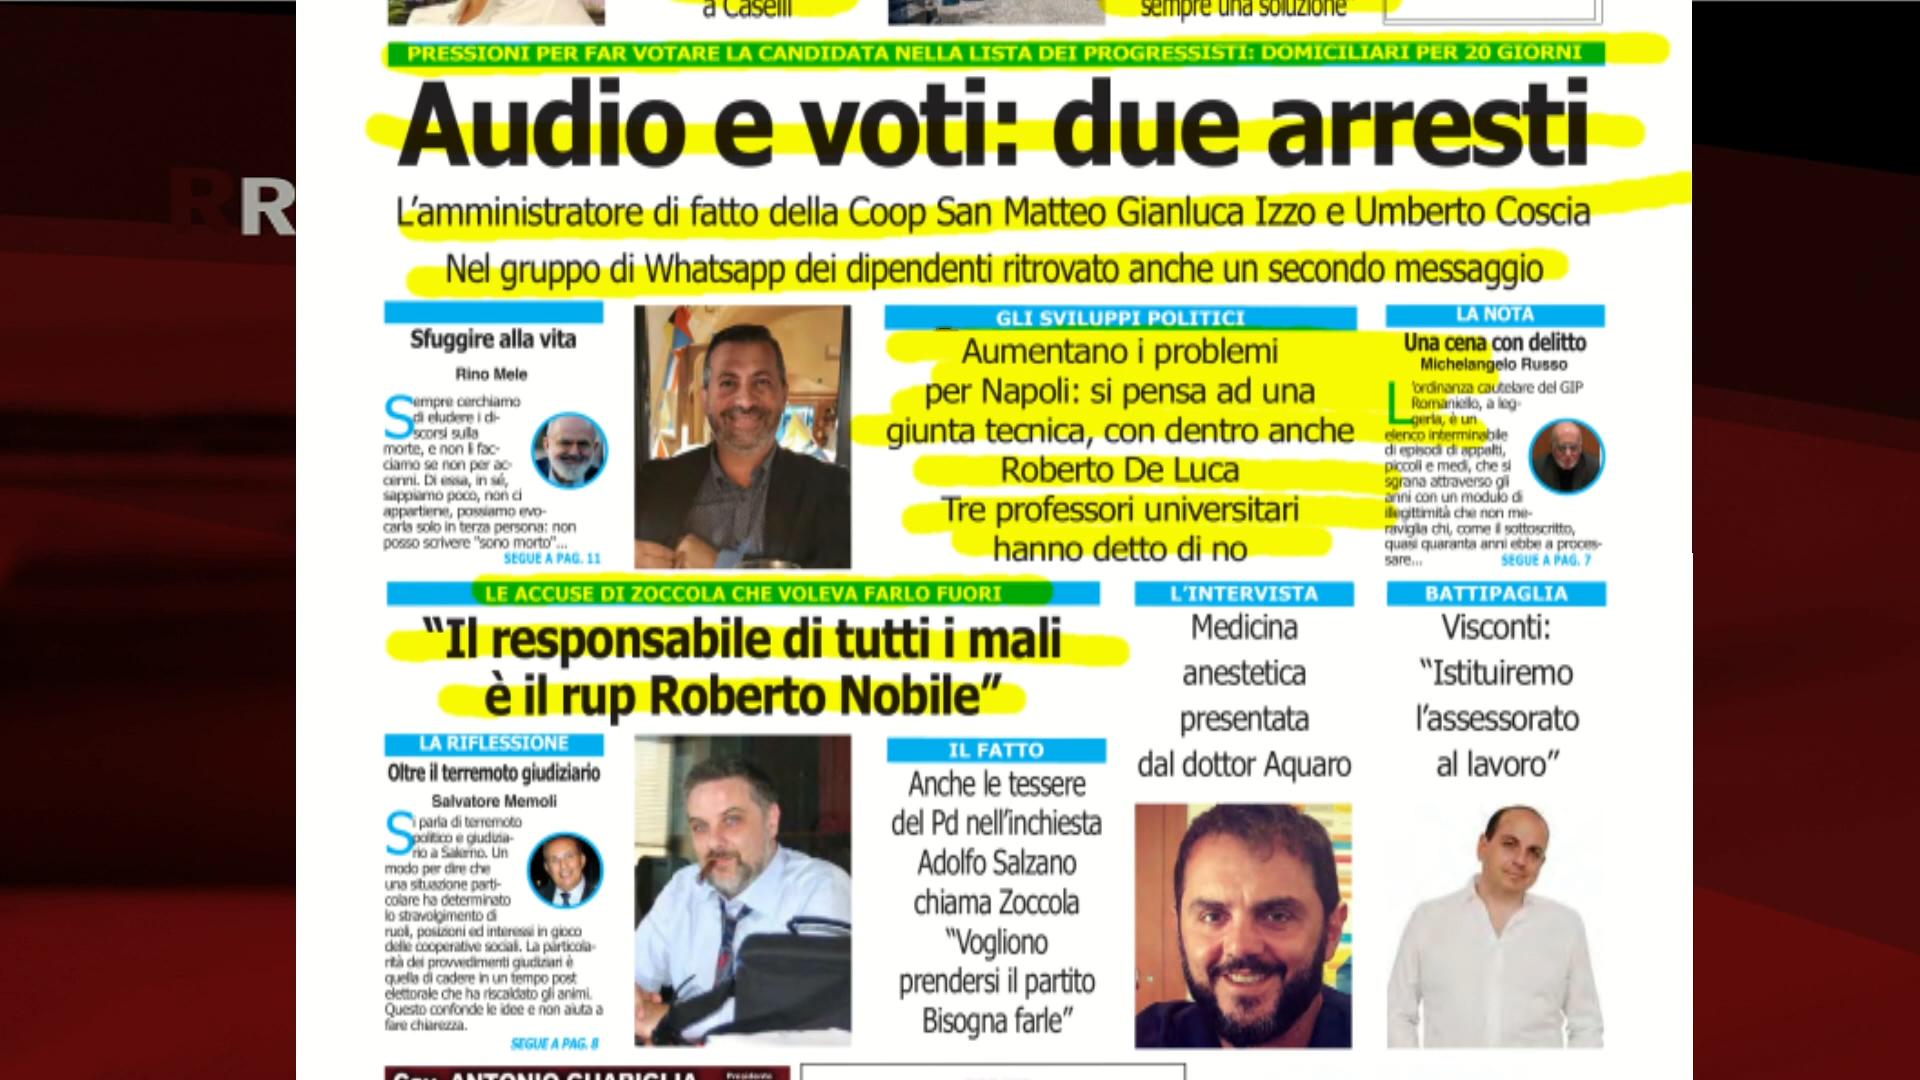 a Caselli
sempre una soluzione"
PRESSIONI PER FAR VOTARE LA CANDIDATA NELLA LISTA DEI PROGRESSISTI: DOMICILIARI PER 20 GIORNI
Audio e voti: due arresti
L'amministratore di fatto della Coop San Matteo Gianluca Izzo e Umberto Coscia
Nel gruppo di Whatsapp dei dipendenti ritrovato anche un secondo messaggio
RR
Sfuggire alla vita
Rino Mele
Sempre cerchiamo
di eludere i di-
scorsi sulla
morte, e non li fac-
ciamo se non per ac-
cenni. Di essa, in sé,
sappiamo poco, non ci
appartiene, possiamo evo-
carla solo in terza persona: non
posso scrivere "sono morto"...
SEGUE A PAG. 11
GLI SVILUPPI POLITICI
Aumentano i problemi
per Napoli: si pensa ad una
giunta tecnica, con dentro anche
Roberto De Luca
Tre professori universitari
hanno detto di no
LA NOTA
Una cena con delitto
Michelangelo Russo
L'ordinanza cautelare del GIP
Romaniello, a leg-
gerla, è un
elenco interminabile
di episodi di appalti,
piccoli e medi, che si
sgrana attraverso gli
anni con un modulo di
illegittimità che non me-
raviglia chi, come il sottoscritto,
quasi quaranta anni ebbe a proces-
sare...
SEGUE A PAG. 7
LE ACCUSE DI ZOCCOLA CHE VOLEVA FARLO FUORI
"Il responsabile di tutti i mali
è il rup Roberto Nobile"
LA RIFLESSIONE
Oltre il terremoto giudiziario
Salvatore Memoli
Si parla di terremoto
politico e giudizia-
rio a Salerno. Un
modo per dire che
una situazione parti-
colare ha determinato
lo stravolgimento di
ruoli, posizioni ed interessi in gioco
delle cooperative sociali. La particola-
rità dei provvedimenti giudiziari è
quella di cadere in un tempo post
elettorale che ha riscaldato gli animi.
Questo confonde le idee e non aiuta a
fare chiarezza.
SEGUE A PAG. 8
IL FATTO
Anche le tessere
del Pd nell'inchiesta
Adolfo Salzano
chiama Zoccola
"Vogliono
prendersi il partito
Bisogna farle"
L'INTERVISTA
Medicina
anestetica
presentata
dal dottor Aquaro
BATTIPAGLIA
Visconti:
"Istituiremo
l'assessorato
al lavoro"
Cav. ANTONIO GUARIGLIA
Presidente